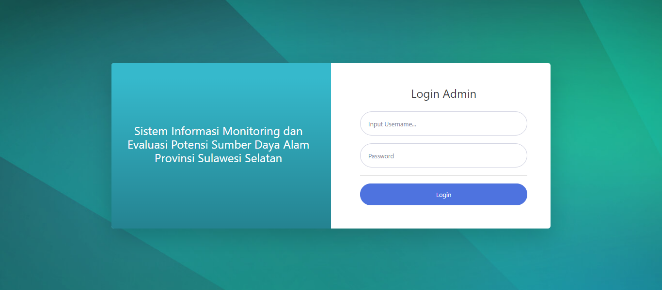 Sistem Informasi Monitoring dan
Evaluasi Potensi Sumber Daya Alam
Provinsi Sulawesi Selatan
Login Admin
Input Username...
Password
Login